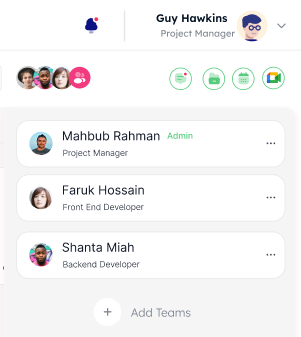 Guy Hawkins
Project Manager
Mahbub Rahman Admin
Project Manager
Faruk Hossain
Front End Developer
Shanta Miah
Backend Developer
+ Add Teams